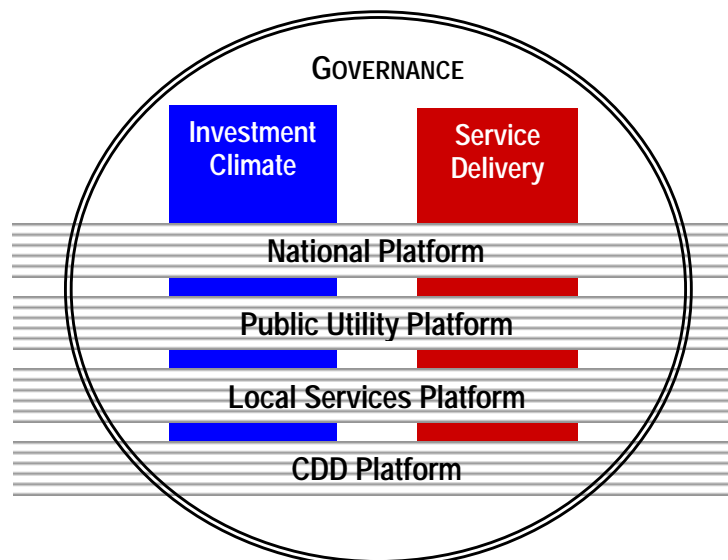 GOVERNANCE
Investment
Climate
Service
Delivery
National Platform
Public Utility Platform
Local Services Platform
CDD Platform